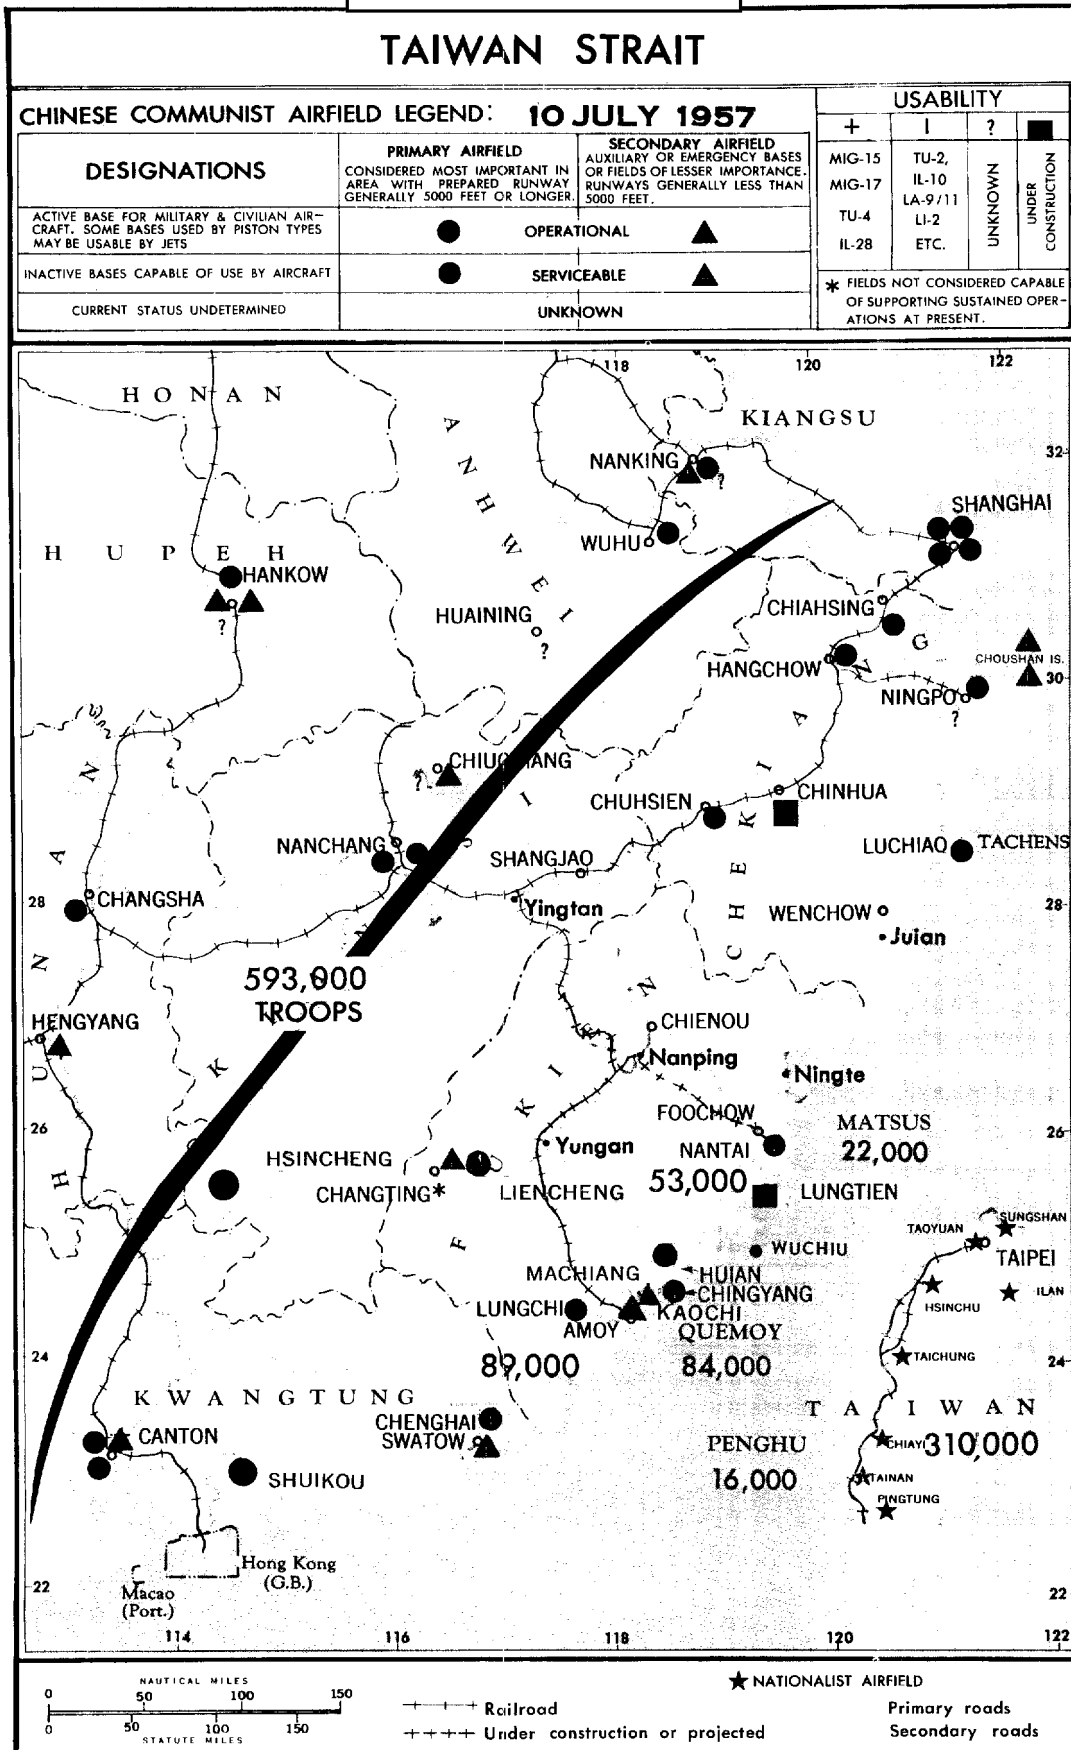 TAIWAN STRAIT
CHINESE COMMUNIST AIRFIELD LEGEND: 10 JULY 1957
DESIGNATIONS
PRIMARY AIRFIELD
CONSIDERED MOST IMPORTANT IN
AREA WITH PREPARED RUNWAY
GENERALLY 5000 FEET OR LONGER.
SECONDARY AIRFIELD
AUXILIARY OR EMERGENCY BASES
OR FIELDS OF LESSER IMPORTANCE.
RUNWAYS GENERALLY LESS THAN
5000 FEET.
ACTIVE BASE FOR MILITARY & CIVILIAN AIR-
CRAFT. SOME BASES USED BY PISTON TYPES
MAY BE USABLE BY JETS
OPERATIONAL
INACTIVE BASES CAPABLE OF USE BY AIRCRAFT
SERVICEABLE
CURRENT STATUS UNDETERMINED
UNKNOWN
USABILITY
+ I ?
MIG-15
MIG-17
TU-4
IL-28
TU-2,
IL-10
LA-9/11
LI-2
ETC.
UNKNOWN
UNDER
CONSTRUCTION
* FIELDS NOT CONSIDERED CAPABLE
OF SUPPORTING SUSTAINED OPER-
ATIONS AT PRESENT.
118 120 122
HONAN
ANHWEI
KIANGSU
32
NANKING
?
SHANGHAI
WUHU
HUPEH
HANKOW
?
CHIAHSING
HUAINING
?
HANGCHOW
CHOUSHAN IS.
30
NINGPO
?
CHEKIANG
CHIUCHIANG
?
CHINHUA
CHUHSIEN
NANCHANG
SHANGJAO
LUCHIAO
TACHENS
28
CHANGSHA
Yingtan
WENCHOW
28
Juian
HUNAN
KIANGSI
593,000
TROOPS
HENGYANG
CHIENOU
Nanping
Ningte
FUKIEN
26
FOOCHOW
MATSUS
26
Yungan
NANTAI
22,000
HSINCHENG
53,000
CHANGTING*
LIENCHENG
LUNGTIEN
SUNGSHAN
TAOYUAN
WUCHIU
TAIPEI
MACHIANG
HUIAN
CHINGYANG
HSINCHU
ILAN
LUNGCHI
KAOCHI
AMOY
QUEMOY
24
89,000
84,000
TAICHUNG
24
KWANGTUNG
TAIWAN
CHENGHAI
CANTON
SWATOW
PENGHU
CHIAYI
310,000
SHUIKOU
16,000
TAINAN
PINGTUNG
Hong Kong
(G.B.)
22
Macao
(Port.)
22
114 116 118 120 122
NAUTICAL MILES
0 50 100 150
0 50 100 150
STATUTE MILES
Railroad
Under construction or projected
NATIONALIST AIRFIELD
Primary roads
Secondary roads